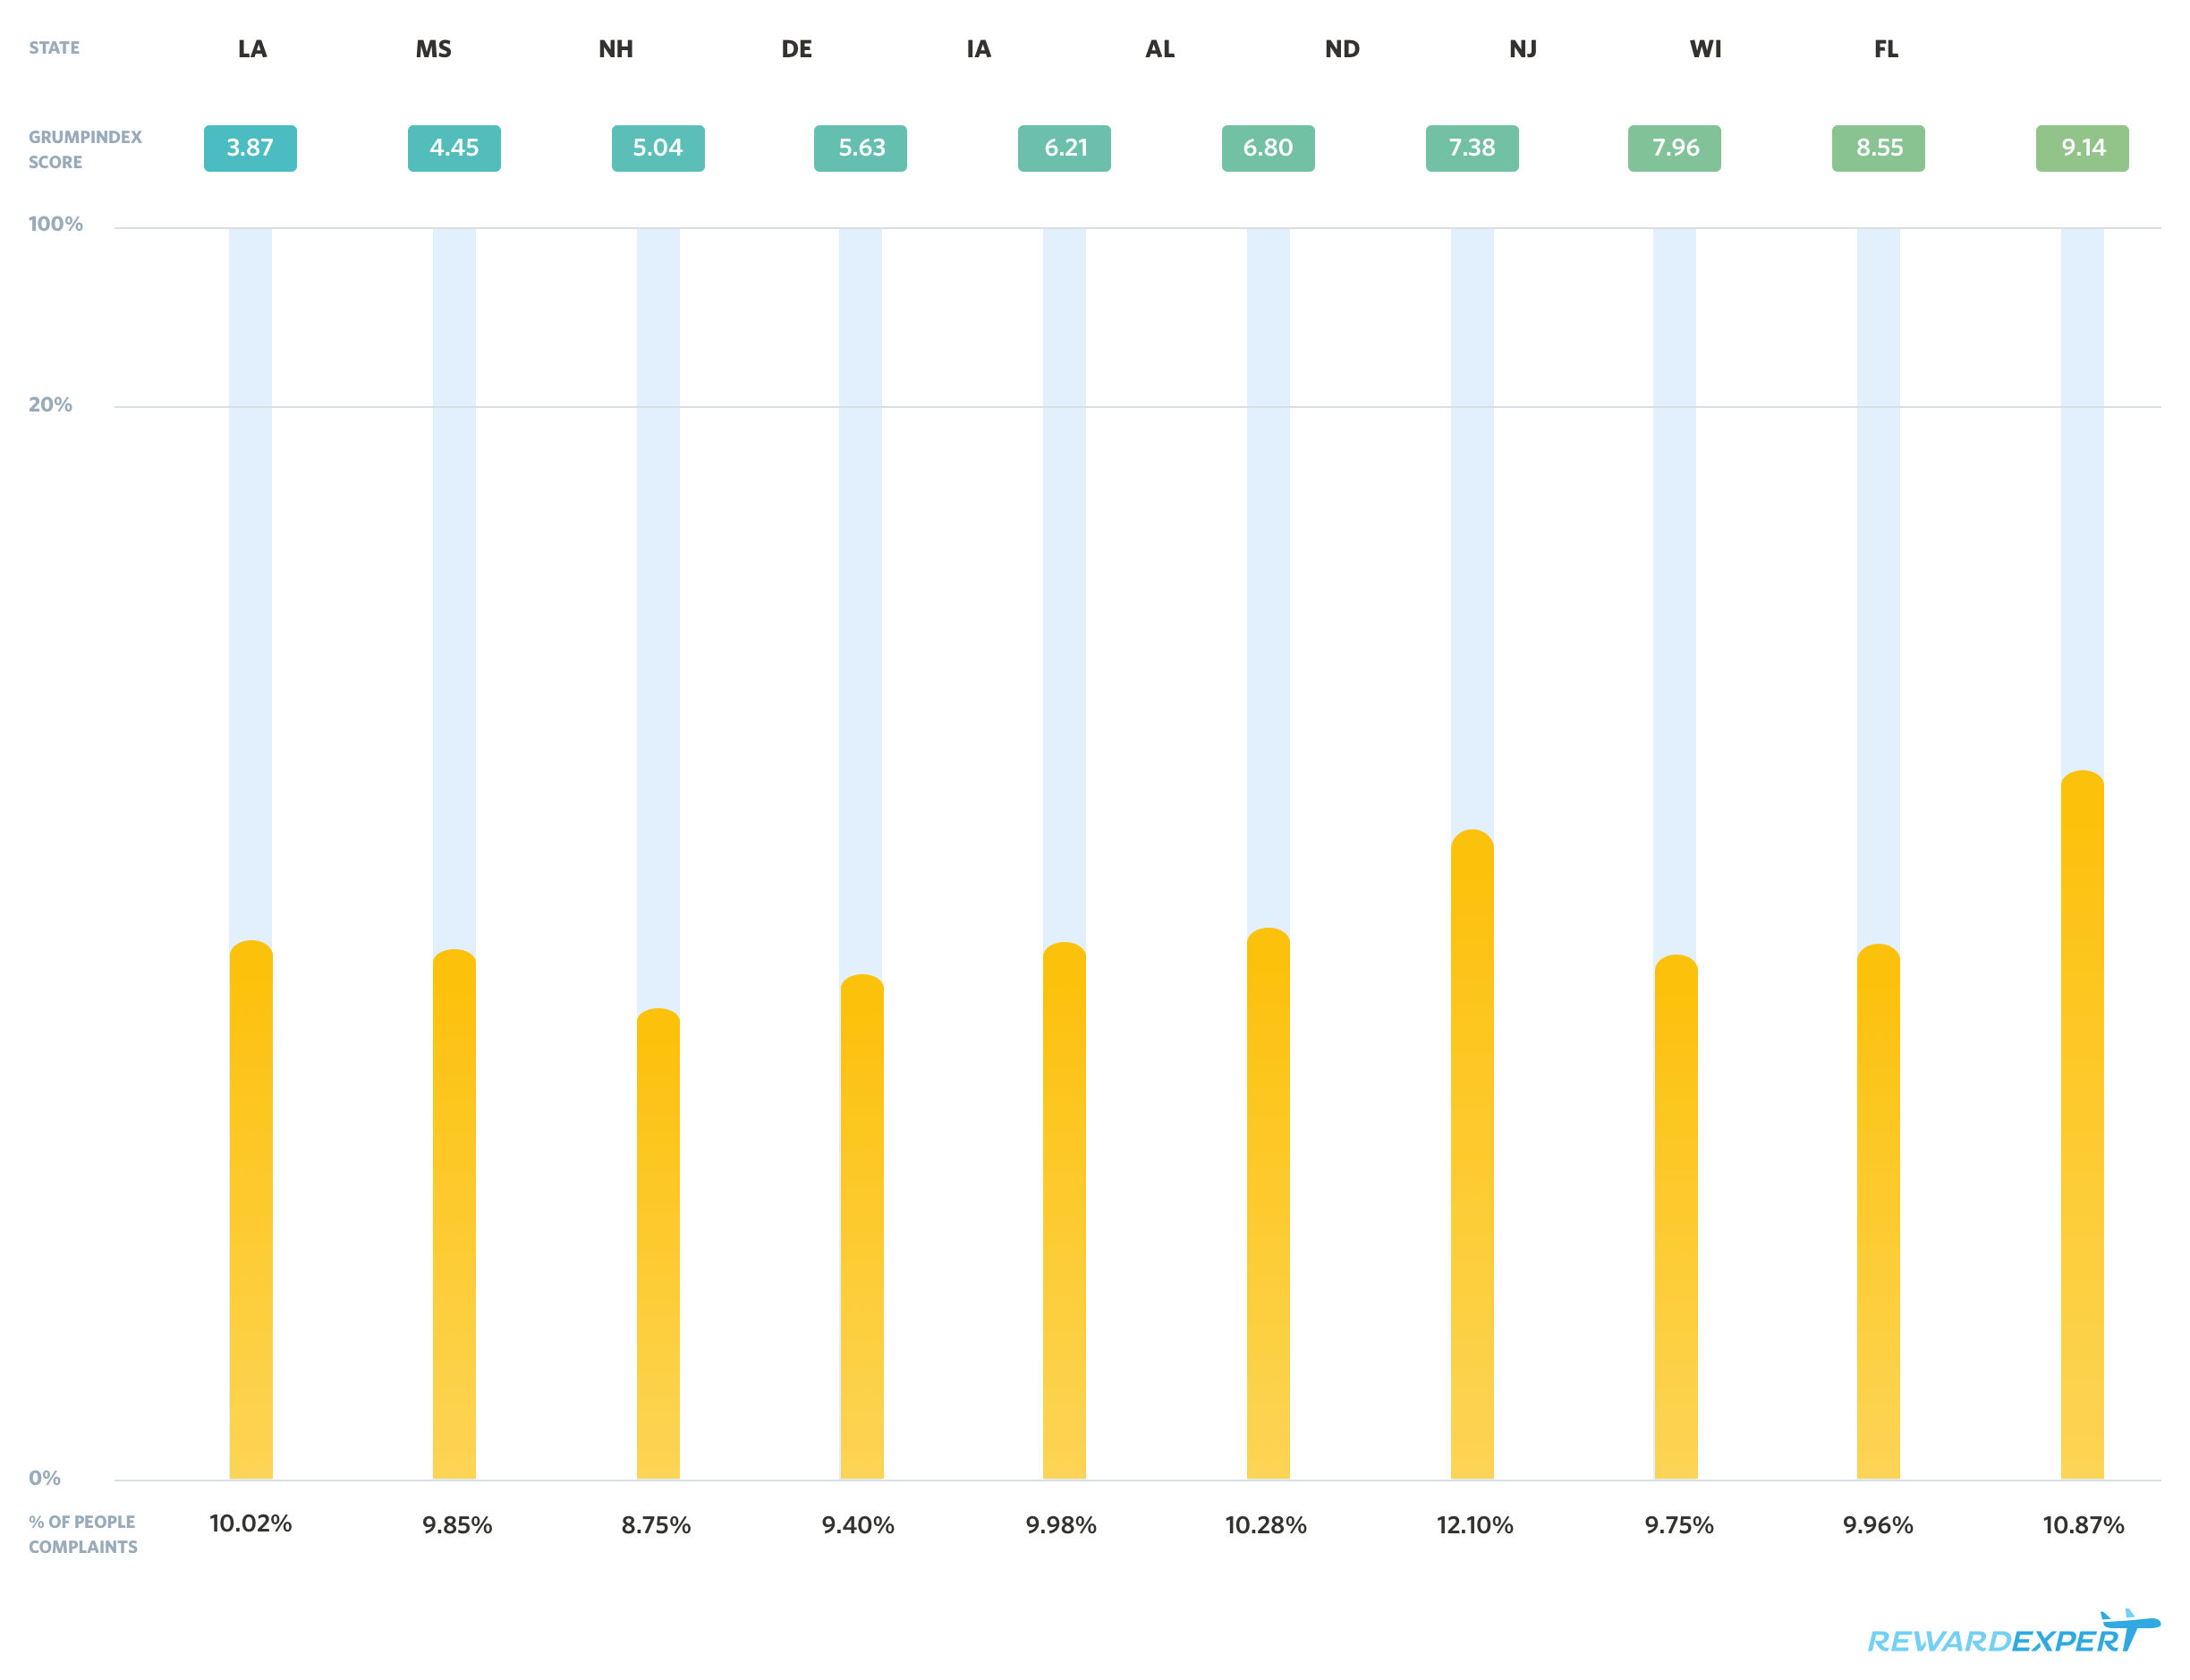 STATE LA MS NH DE IA AL ND NJ WI FL
GRUMPINDEX
SCORE
3.87 4.45 5.04 5.63 6.21 6.80 7.38 7.96 8.55 9.14
100%
20%
0%
% OF PEOPLE
COMPLAINTS
10.02% 9.85% 8.75% 9.40% 9.98% 10.28% 12.10% 9.75% 9.96% 10.87%
REWARDEXPERT